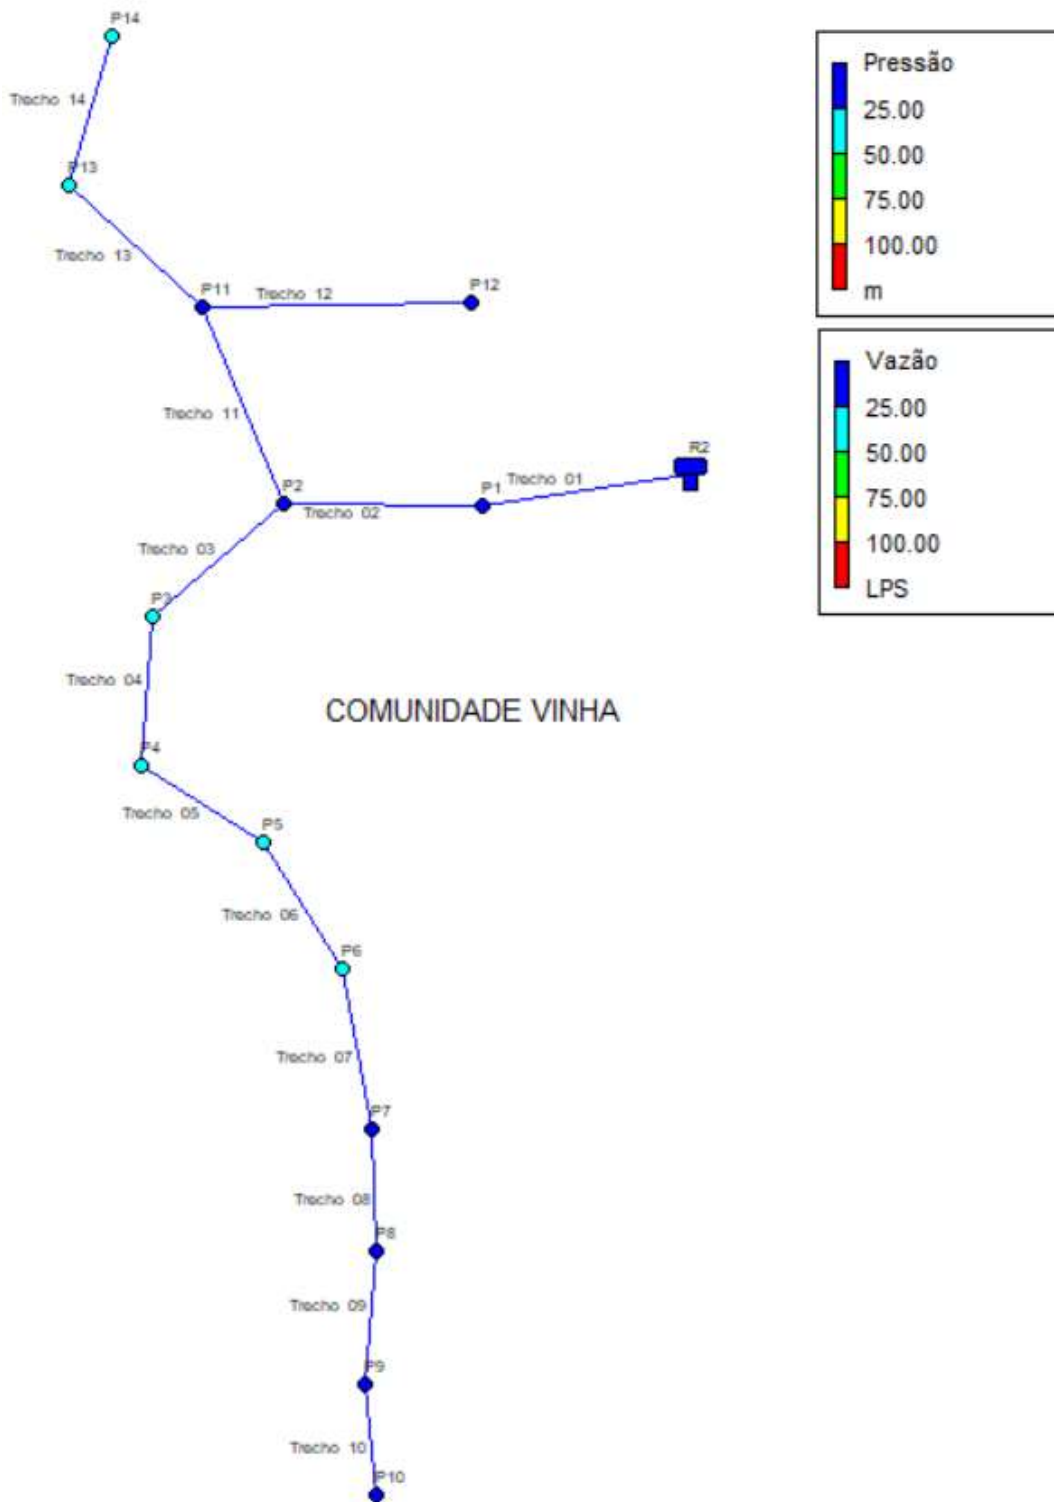 P14
Trecho 14
P13
Trecho 13
P11
Trecho 12
P12
Trecho 11
R2
P2
Trecho 02
P1
Trecho 01
Trecho 03
P3
Trecho 04
COMUNIDADE VINHA
P4
Trecho 05
P5
Trecho 06
P6
Trecho 07
P7
Trecho 08
P8
Trecho 09
P9
Trecho 10
P10
Pressão
25.00
50.00
75.00
100.00
m
Vazão
25.00
50.00
75.00
100.00
LPS